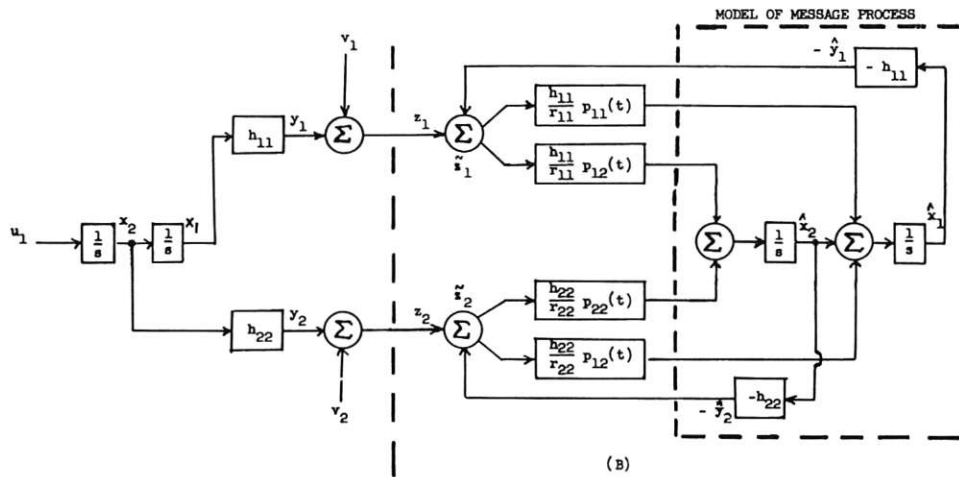 MODEL OF MESSAGE PROCESS
v₁
- ŷ₁
- h₁₁
h₁₁/r₁₁ p₁₁(t)
h₁₁
y₁
Σ
z₁
Σ
z̃₁
h₁₁/r₁₁ p₁₂(t)
u₁
1/s
x₂
1/s
x₁
Σ
1/s
x̂₂
Σ
1/s
x̂₁
h₂₂
y₂
Σ
z₂
Σ
z̃₂
h₂₂/r₂₂ p₂₂(t)
h₂₂/r₂₂ p₁₂(t)
v₂
- ŷ₂
-h₂₂
(B)